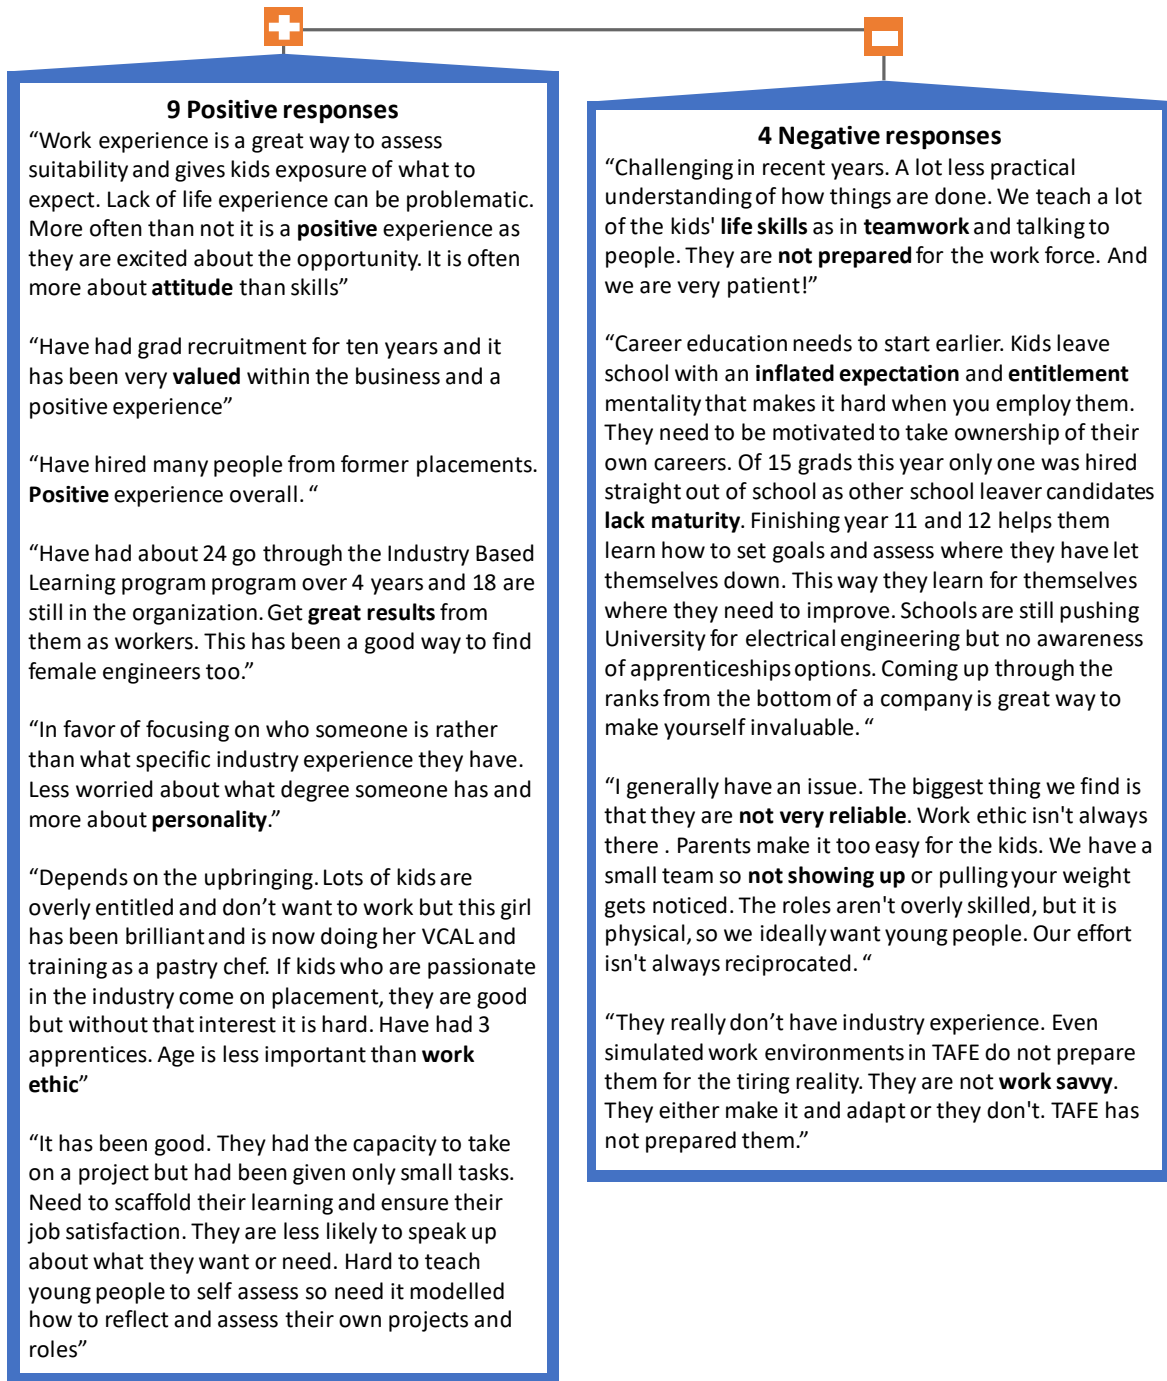 9 Positive responses
“Work experience is a great way to assess
suitability and gives kids exposure of what to
expect. Lack of life experience can be problematic.
More often than not it is a positive experience as
they are excited about the opportunity. It is often
more about attitude than skills”
“Have had grad recruitment for ten years and it
has been very valued within the business and a
positive experience”
“Have hired many people from former placements.
Positive experience overall. “
“Have had about 24 go through the Industry Based
Learning program program over 4 years and 18 are
still in the organization. Get great results from
them as workers. This has been a good way to find
female engineers too.”
“In favor of focusing on who someone is rather
than what specific industry experience they have.
Less worried about what degree someone has and
more about personality.”
“Depends on the upbringing. Lots of kids are
overly entitled and don’t want to work but this girl
has been brilliant and is now doing her VCAL and
training as a pastry chef. If kids who are passionate
in the industry come on placement, they are good
but without that interest it is hard. Have had 3
apprentices. Age is less important than work
ethic”
“It has been good. They had the capacity to take
on a project but had been given only small tasks.
Need to scaffold their learning and ensure their
job satisfaction. They are less likely to speak up
about what they want or need. Hard to teach
young people to self assess so need it modelled
how to reflect and assess their own projects and
roles”
4 Negative responses
“Challenging in recent years. A lot less practical
understanding of how things are done. We teach a lot
of the kids' life skills as in teamwork and talking to
people. They are not prepared for the work force. And
we are very patient!”
“Career education needs to start earlier. Kids leave
school with an inflated expectation and entitlement
mentality that makes it hard when you employ them.
They need to be motivated to take ownership of their
own careers. Of 15 grads this year only one was hired
straight out of school as other school leaver candidates
lack maturity. Finishing year 11 and 12 helps them
learn how to set goals and assess where they have let
themselves down. This way they learn for themselves
where they need to improve. Schools are still pushing
University for electrical engineering but no awareness
of apprenticeships options. Coming up through the
ranks from the bottom of a company is great way to
make yourself invaluable. “
“I generally have an issue. The biggest thing we find is
that they are not very reliable. Work ethic isn't always
there . Parents make it too easy for the kids. We have a
small team so not showing up or pulling your weight
gets noticed. The roles aren't overly skilled, but it is
physical, so we ideally want young people. Our effort
isn't always reciprocated. “
“They really don’t have industry experience. Even
simulated work environments in TAFE do not prepare
them for the tiring reality. They are not work savvy.
They either make it and adapt or they don't. TAFE has
not prepared them.”